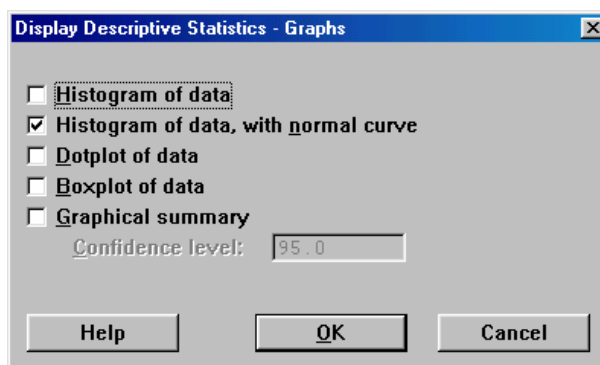 Display Descriptive Statistics - Graphs
Histogram of data
Histogram of data, with normal curve
Dotplot of data
Boxplot of data
Graphical summary
Confidence level: 95.0
Help OK Cancel